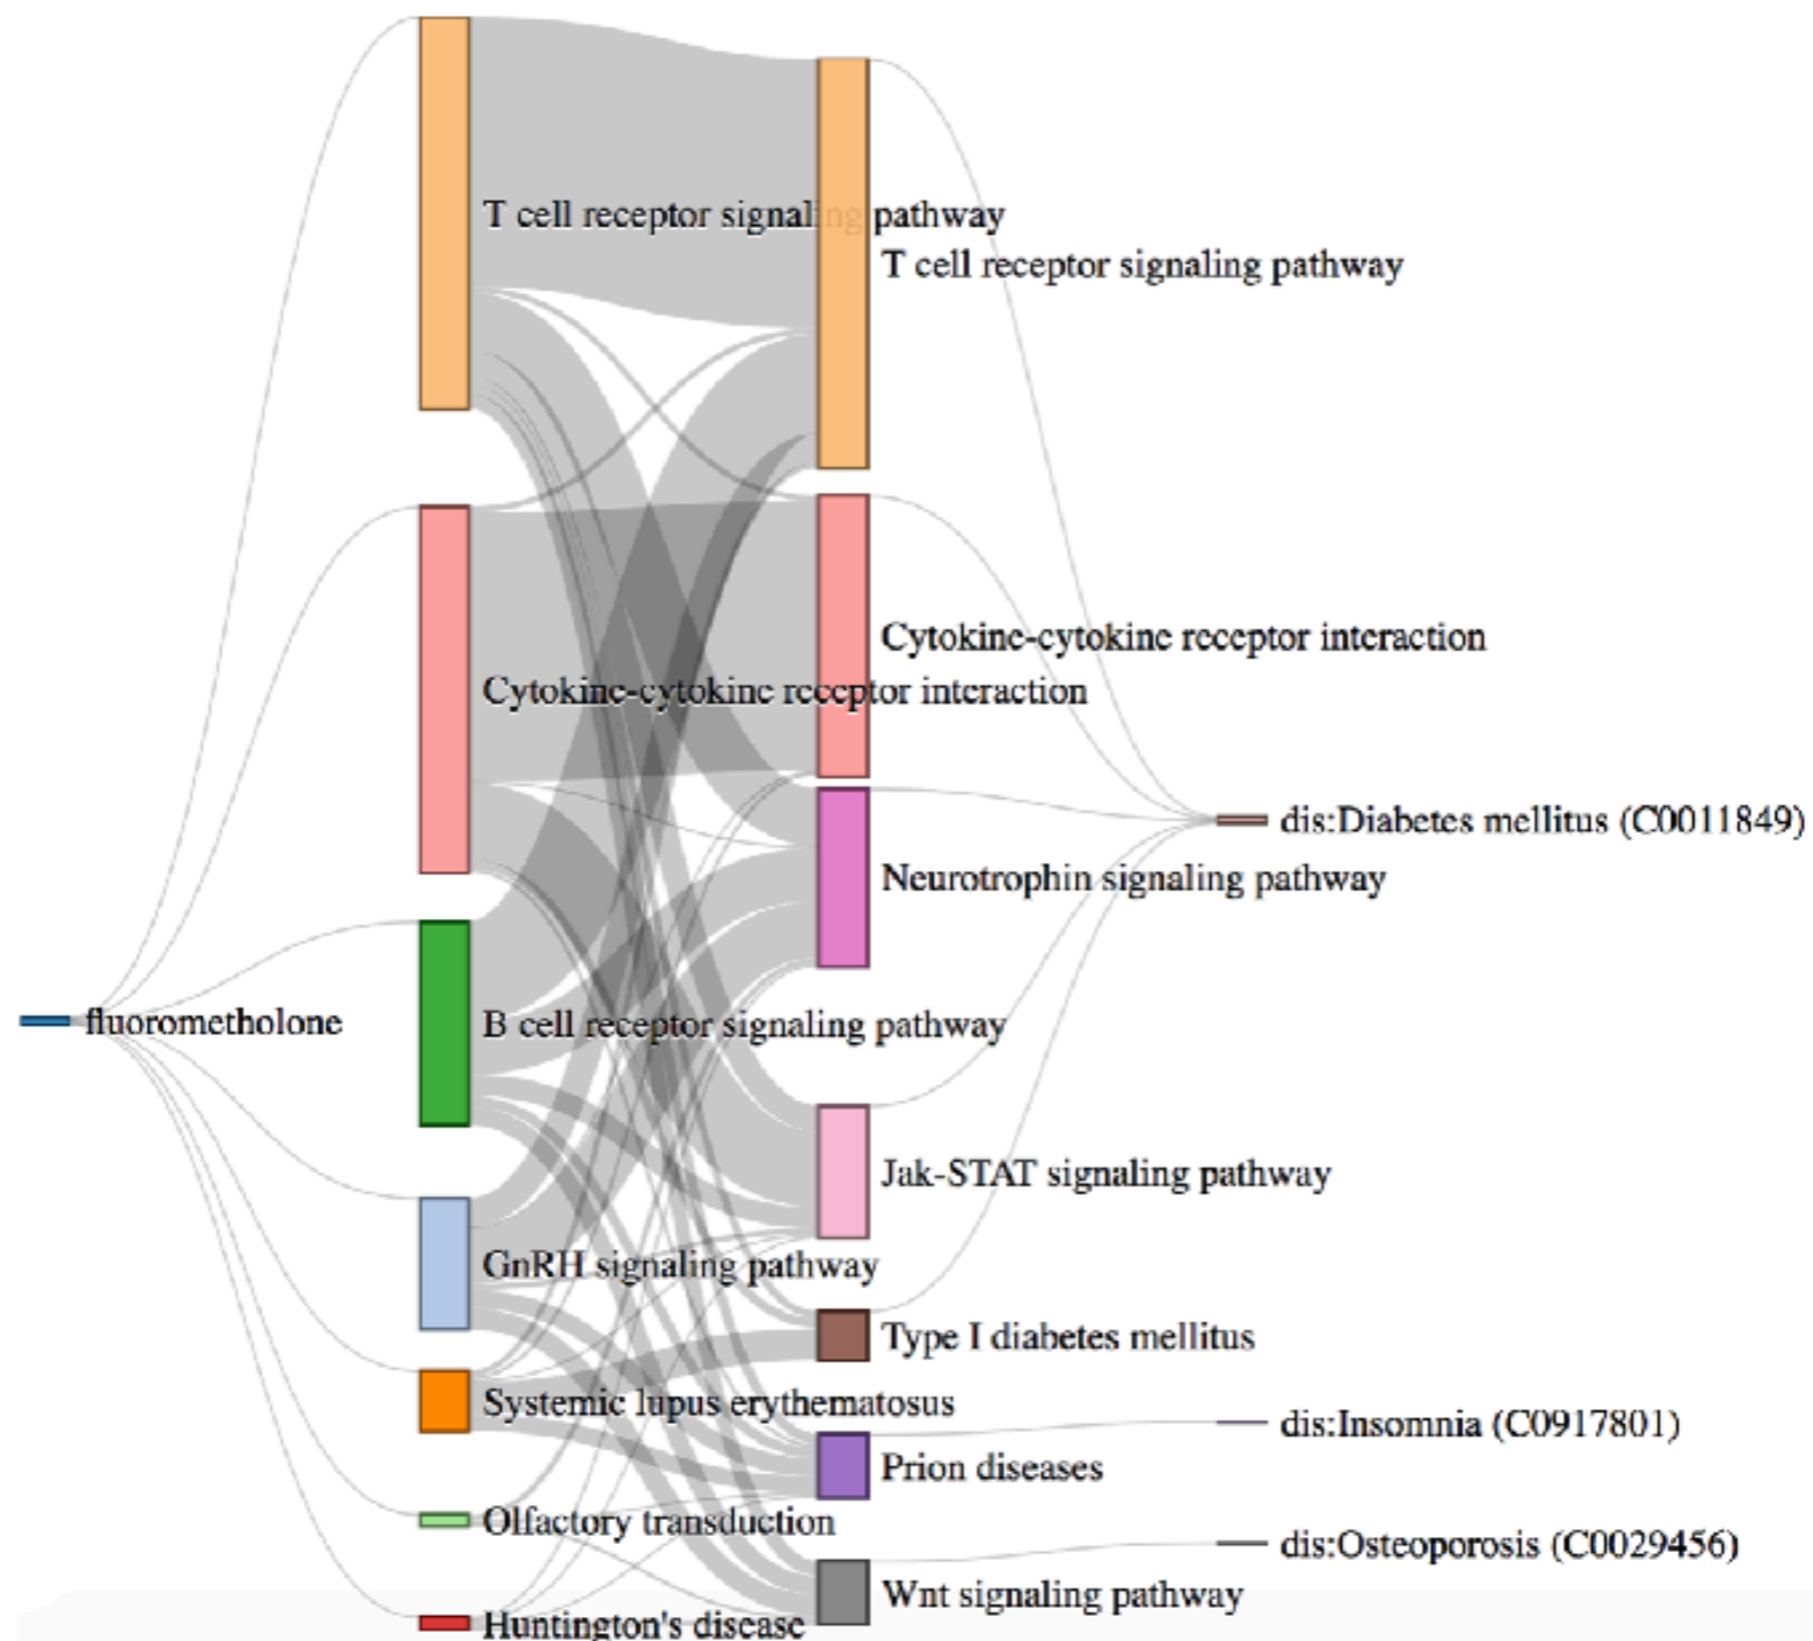 T cell receptor signaling pathway
T cell receptor signaling pathway
Cytokine-cytokine receptor interaction
Cytokine-cytokine receptor interaction
dis:Diabetes mellitus (C0011849)
Neurotrophin signaling pathway
fluorometholone
B cell receptor signaling pathway
Jak-STAT signaling pathway
GnRH signaling pathway
Type I diabetes mellitus
Systemic lupus erythematosus
dis:Insomnia (C0917801)
Prion diseases
Olfactory transduction
dis:Osteoporosis (C0029456)
Wnt signaling pathway
Huntington's disease